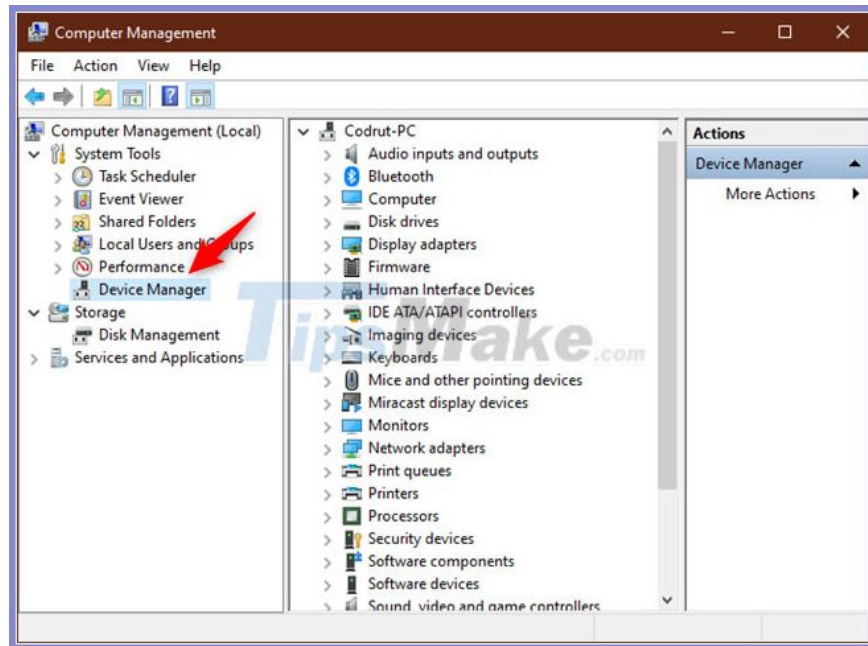 Computer Management
File Action View Help
Computer Management (Local)
System Tools
Task Scheduler
Event Viewer
Shared Folders
Local Users and Groups
Performance
Device Manager
Storage
Disk Management
Services and Applications
Codrut-PC
Audio inputs and outputs
Bluetooth
Computer
Disk drives
Display adapters
Firmware
Human Interface Devices
IDE ATA/ATAPI controllers
Imaging devices
Keyboards
Mice and other pointing devices
Miracast display devices
Monitors
Network adapters
Print queues
Printers
Processors
Security devices
Software components
Software devices
Sound, video and game controllers
Actions
Device Manager
More Actions
TipsMake.com